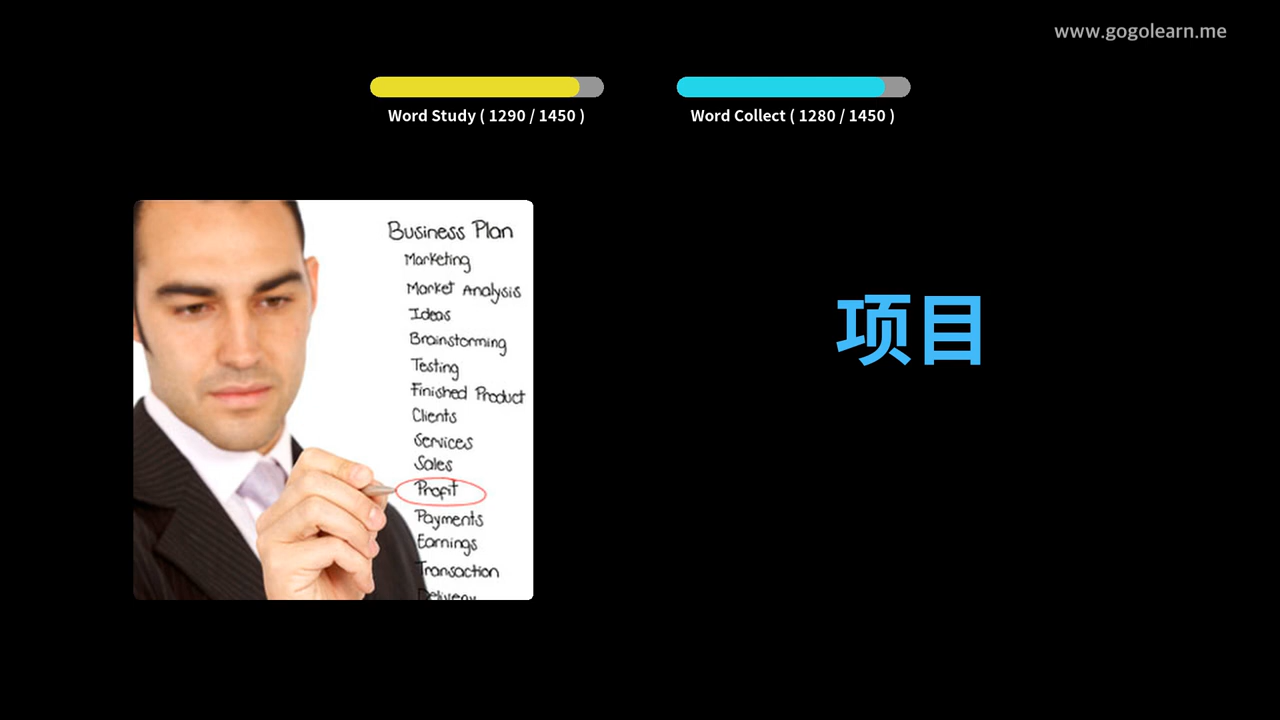 www.gogolearn.me
Word Study ( 1290 / 1450 )
Word Collect ( 1280 / 1450 )
Business Plan
Marketing
Market Analysis
Ideas
Brainstorming
Testing
Finished Product
Clients
Services
Sales
Profit
Payments
Earnings
Transaction
Delivery
项目